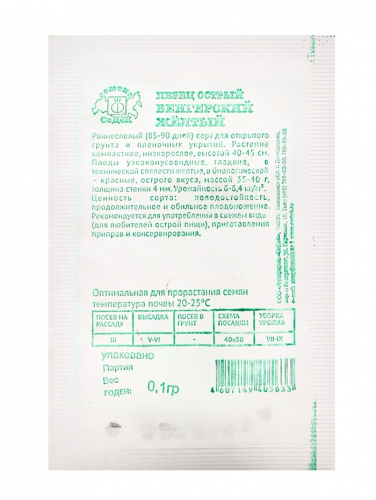 Семена
СеДеК
ПЕРЕЦ ОСТРЫЙ
ВЕНГЕРСКИЙ
ЖЁЛТЫЙ
Раннеспелый (83-90 дней) сорт для открытого
грунта и пленочных укрытий. Растение
компактное, низкорослое, высотой 40-45 см.
Плоды узкоконусовидные, гладкие, в
технической спелости желтые, в биологической
- красные, острого вкуса, массой 35-40 г,
толщина стенки 4 мм. Урожайность 6-6,4 кг/м².
Ценность сорта: холодостойкость,
продолжительное и обильное плодоношение.
Рекомендуется для употребления в свежем виде
(для любителей острой пищи), приготовления
приправ и консервирования.
Оптимальная для прорастания семян
температура почвы 20-25°С
ПОСЕВ НА РАССАДУ ВЫСАДКА ПОСЕВ В ГРУНТ СХЕМА ПОСАДКИ УБОРКА УРОЖАЯ
III V-VI - 40х50 VII-IX
упаковано
Партия
Вес
годен:
0,1гр
4607149405633